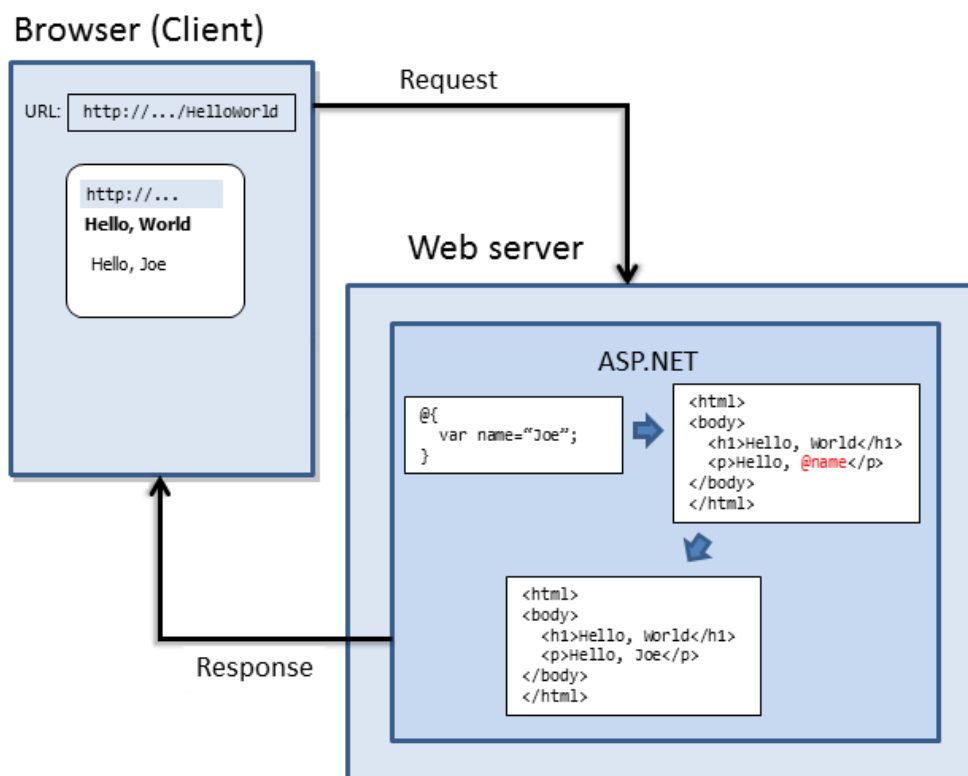 Browser (Client)
Request
URL: http://.../HelloWorld
http://...
Hello, World
Hello, Joe
Web server
ASP.NET
@{
var name=“Joe”;
}
<html>
<body>
<h1>Hello, World</h1>
<p>Hello, @name</p>
</body>
</html>
<html>
<body>
<h1>Hello, World</h1>
<p>Hello, Joe</p>
</body>
</html>
Response